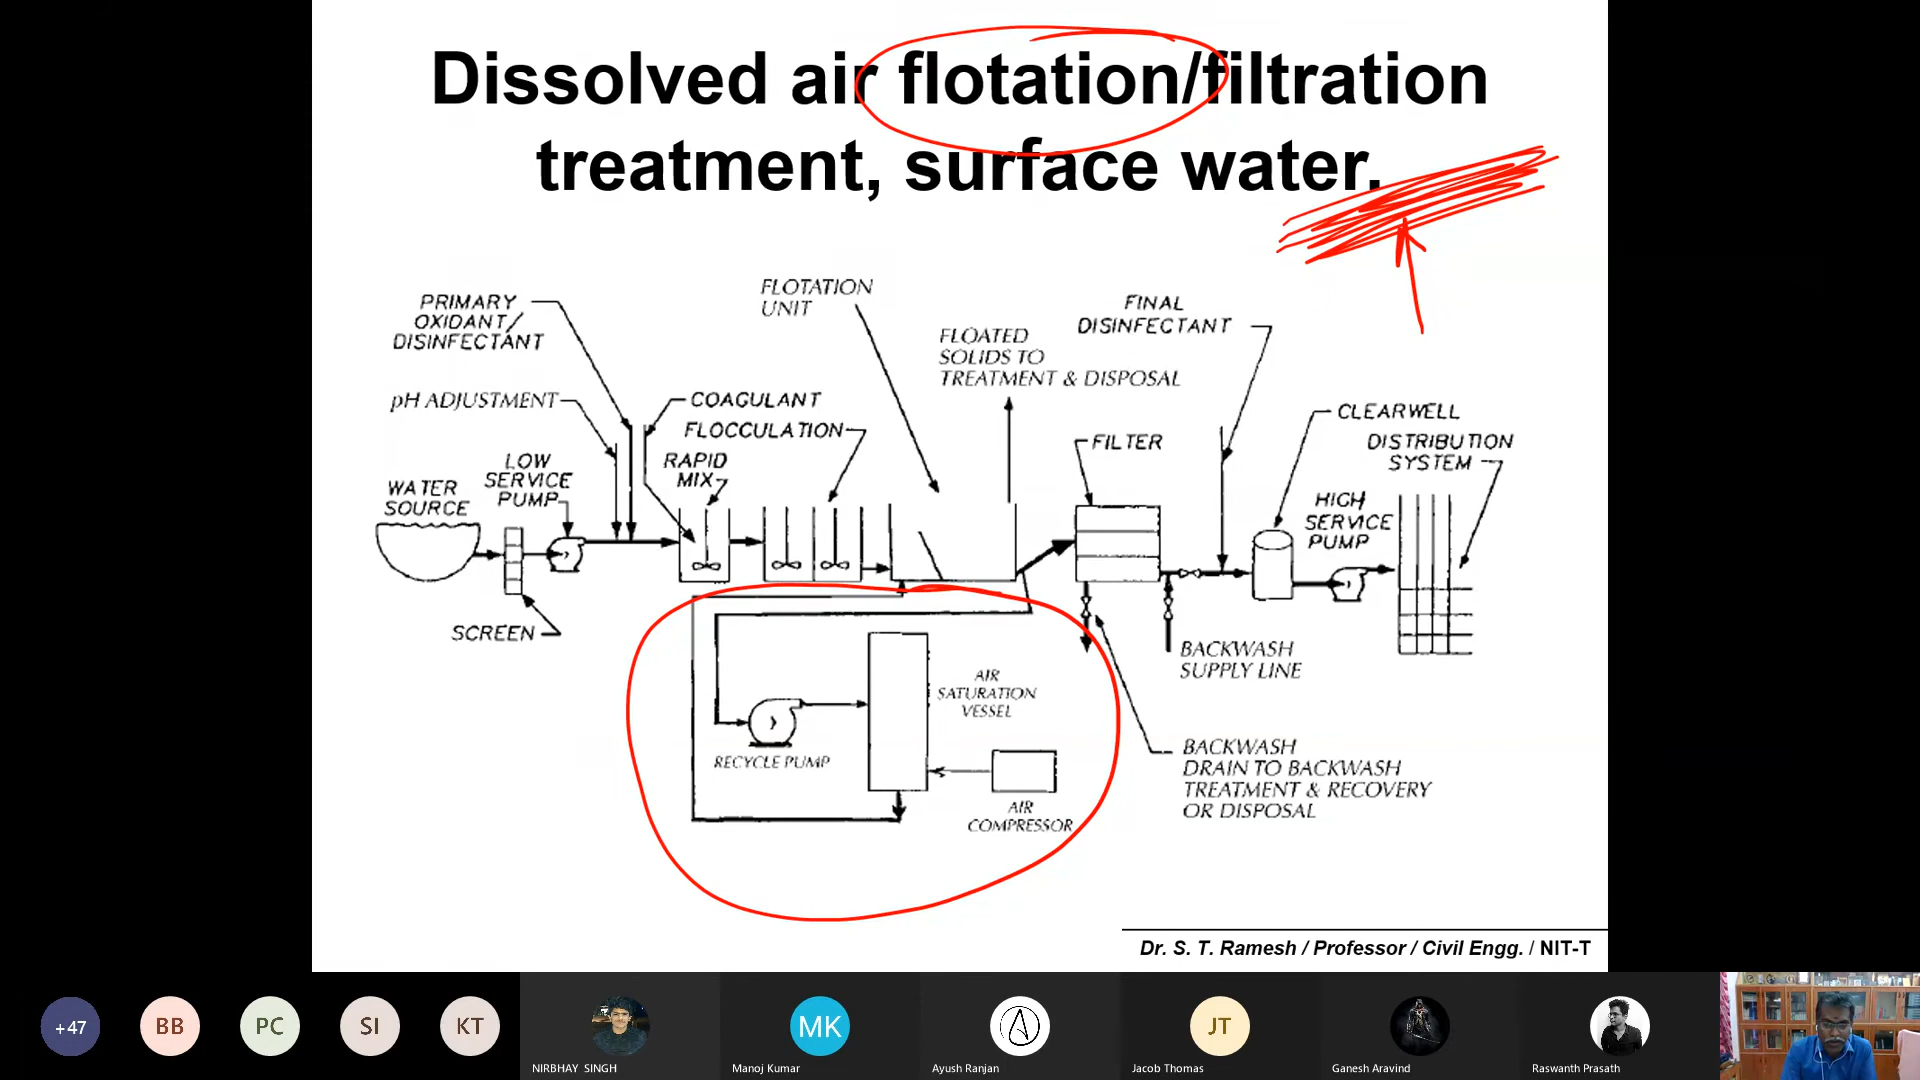 Dissolved air flotation/filtration
treatment, surface water.
PRIMARY
OXIDANT/
DISINFECTANT
FLOTATION
UNIT
FLOATED
SOLIDS TO
TREATMENT & DISPOSAL
FINAL
DISINFECTANT
pH ADJUSTMENT
COAGULANT
FLOCCULATION
RAPID
MIX
LOW
SERVICE
PUMP
WATER
SOURCE
SCREEN
FILTER
CLEARWELL
DISTRIBUTION
SYSTEM
HIGH
SERVICE
PUMP
BACKWASH
SUPPLY LINE
AIR
SATURATION
VESSEL
RECYCLE PUMP
AIR
COMPRESSOR
BACKWASH
DRAIN TO BACKWASH
TREATMENT & RECOVERY
OR DISPOSAL
Dr. S. T. Ramesh / Professor / Civil Engg. / NIT-T
+47
BB
PC
SI
KT
MK
JT
NIRBHAY SINGH
Manoj Kumar
Ayush Ranjan
Jacob Thomas
Ganesh Aravind
Raswanth Prasath